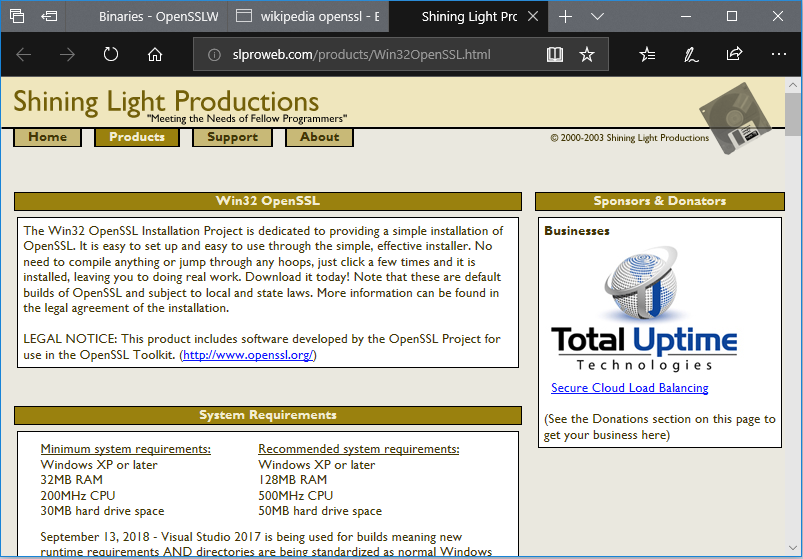 Binaries - OpenSSLW
wikipedia openssl - E
Shining Light Prc
slproweb.com/products/Win32OpenSSL.html
Shining Light Productions
"Meeting the Needs of Fellow Programmers"
Home
Products
Support
About
© 2000-2003 Shining Light Productions
Win32 OpenSSL
The Win32 OpenSSL Installation Project is dedicated to providing a simple installation of
OpenSSL. It is easy to set up and easy to use through the simple, effective installer. No
need to compile anything or jump through any hoops, just click a few times and it is
installed, leaving you to doing real work. Download it today! Note that these are default
builds of OpenSSL and subject to local and state laws. More information can be found in
the legal agreement of the installation.
LEGAL NOTICE: This product includes software developed by the OpenSSL Project for
use in the OpenSSL Toolkit. (http://www.openssl.org/)
Sponsors & Donators
Businesses
Total Uptime
Technologies
Secure Cloud Load Balancing
(See the Donations section on this page to
get your business here)
System Requirements
Minimum system requirements:
Windows XP or later
32MB RAM
200MHz CPU
30MB hard drive space
Recommended system requirements:
Windows XP or later
128MB RAM
500MHz CPU
50MB hard drive space
September 13, 2018 - Visual Studio 2017 is being used for builds meaning new
runtime requirements AND directories are being standardized as normal Windows